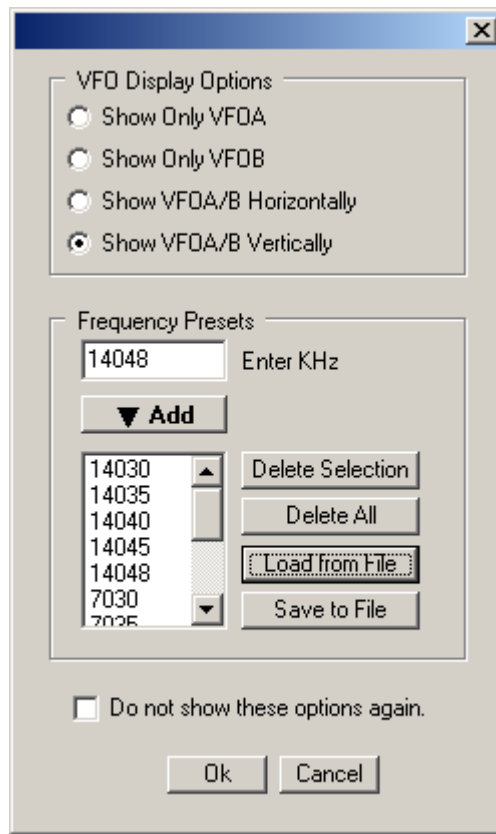 VFO Display Options
Show Only VFOA
Show Only VFOB
Show VFOA/B Horizontally
Show VFOA/B Vertically
Frequency Presets
14048 Enter KHz
▼ Add
14030
14035
14040
14045
14048
7030
7035
Delete Selection
Delete All
Load from File
Save to File
Do not show these options again.
Ok Cancel